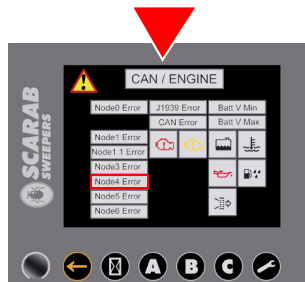 CAN / ENGINE
SCARAB
SWEEPERS
Node0 Error J1939 Error Batt V Min
CAN Error Batt V Max
Node1 Error
Node1.1 Error
Node3 Error
Node4 Error
Node5 Error
Node6 Error
A B C